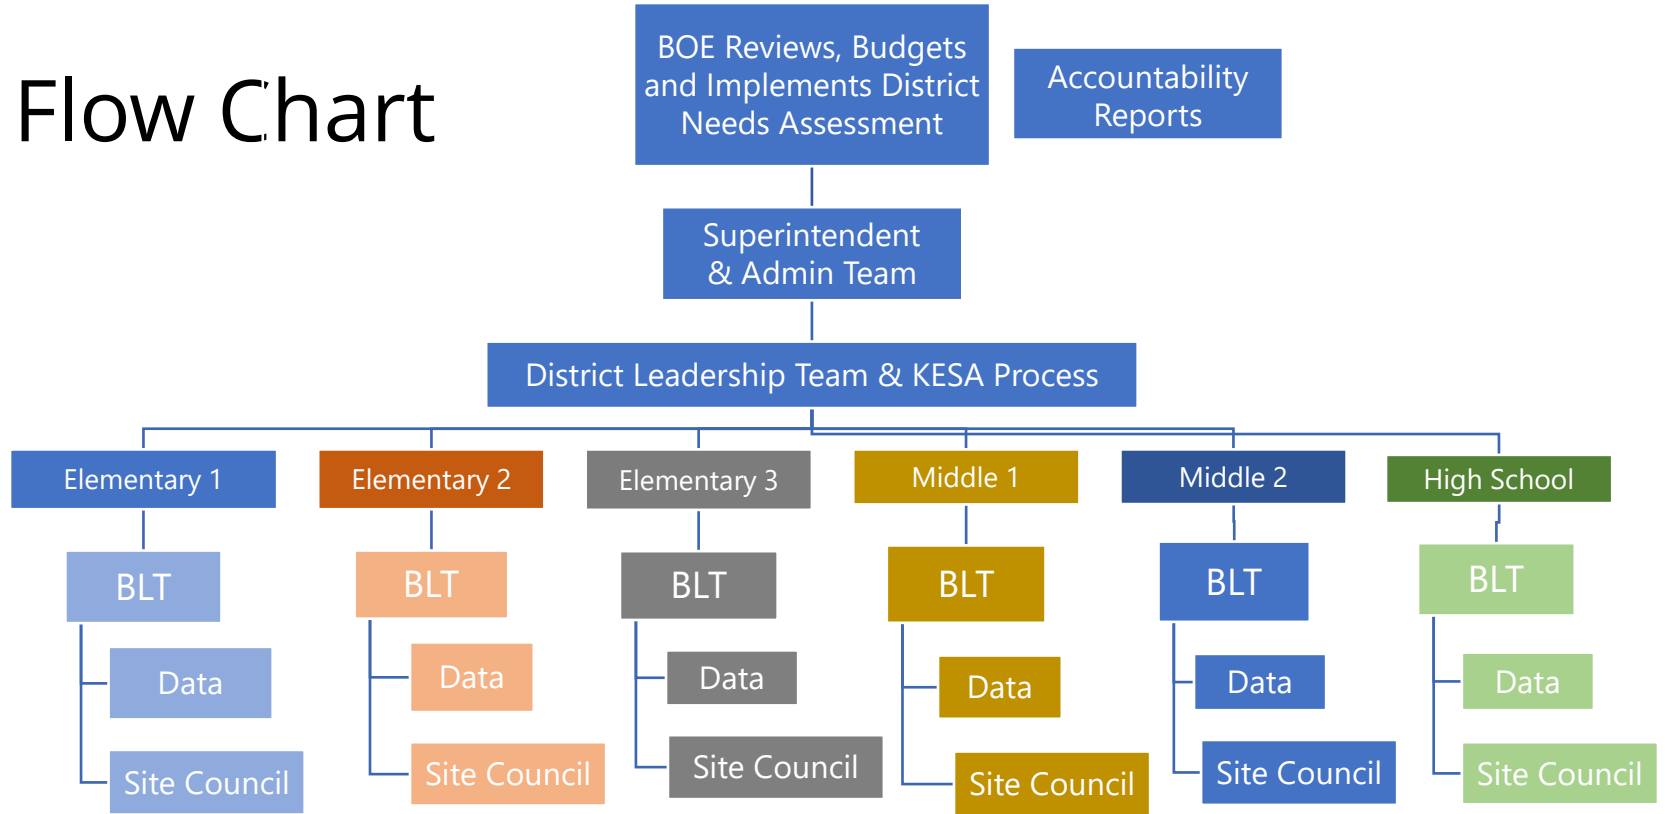 Flow Chart
BOE Reviews, Budgets
and Implements District
Needs Assessment
Accountability
Reports
Superintendent
& Admin Team
District Leadership Team & KESA Process
Elementary 1
Elementary 2
Elementary 3
Middle 1
Middle 2
High School
BLT
BLT
BLT
BLT
BLT
BLT
Data
Data
Data
Data
Data
Data
Site Council
Site Council
Site Council
Site Council
Site Council
Site Council